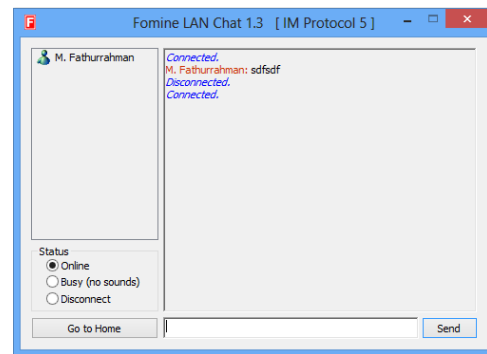 F Fomine LAN Chat 1.3 [ IM Protocol 5 ]
M. Fathurrahman
Connected.
M. Fathurrahman: sdfsdf
Disconnected.
Connected.
Status
Online
Busy (no sounds)
Disconnect
Go to Home
Send